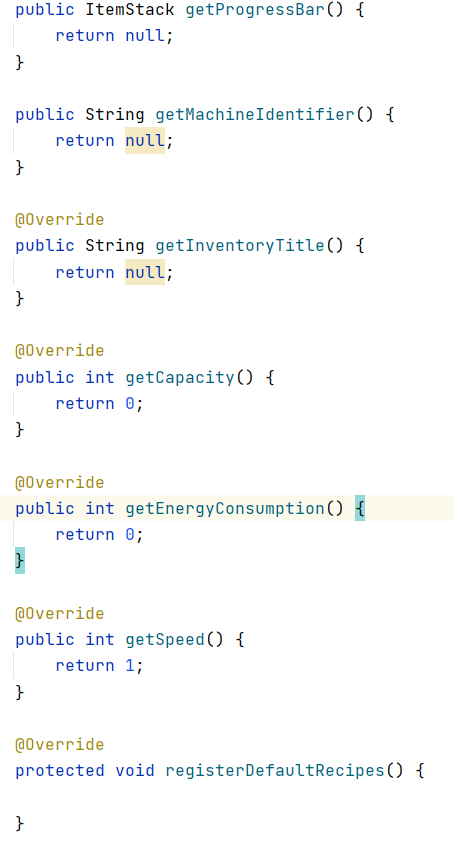 public ItemStack getProgressBar() {
    return null;
}
public String getMachineIdentifier() {
    return null;
}
@Override
public String getInventoryTitle() {
    return null;
}
@Override
public int getCapacity() {
    return 0;
}
@Override
public int getEnergyConsumption() {
    return 0;
}
@Override
public int getSpeed() {
    return 1;
}
@Override
protected void registerDefaultRecipes() {
}